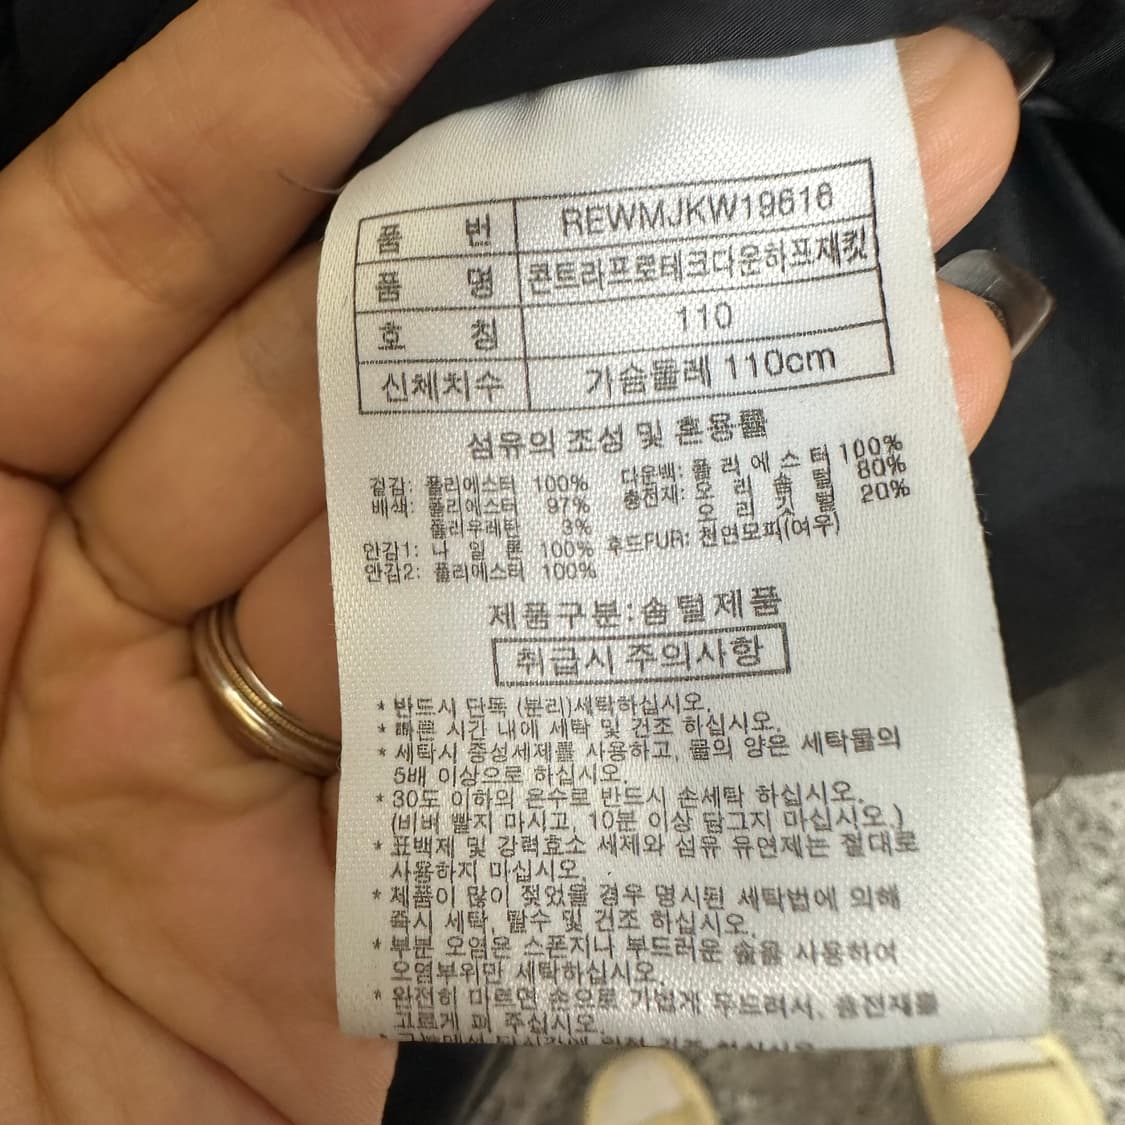 품 번 REWMJKW19616
품 명 콘트라프로테크다운하프재킷
호 칭 110
신체치수 가슴둘레 110cm
섬유의 조성 및 혼용률
겉감: 폴리에스터 100%
배색: 폴리에스터 97%
폴리우레탄 3%
안감1: 나 일 론 100%
안감2: 폴리에스터 100%
다운백: 폴 리 에 스 터 100%
충전재: 오 리 솜 털 80%
오 리 깃 털 20%
후드FUR: 천연모피(여우)
제품구분:솜털제품
취급시 주의사항
* 반드시 단독 (분리)세탁하십시오.
* 빠른 시간 내에 세탁 및 건조 하십시오.
* 세탁시 중성세제를 사용하고, 물의 양은 세탁물의
5배 이상으로 하십시오.
* 30도 이하의 온수로 반드시 손세탁 하십시오.
(비벼 빨지 마시고, 10분 이상 담그지 마십시오.)
* 표백제 및 강력효소 세제와 섬유 유연제는 절대로
사용하지 마십시오.
* 제품이 많이 젖었을 경우 명시된 세탁법에 의해
즉시 세탁, 탈수 및 건조 하십시오.
* 부분 오염은 스폰지나 부드러운 솔을 사용하여
오염부위만 세탁하십시오.
* 완전히 마르면 손으로 가볍게 두드려서, 충전재를
고르게 펴 주십시오.